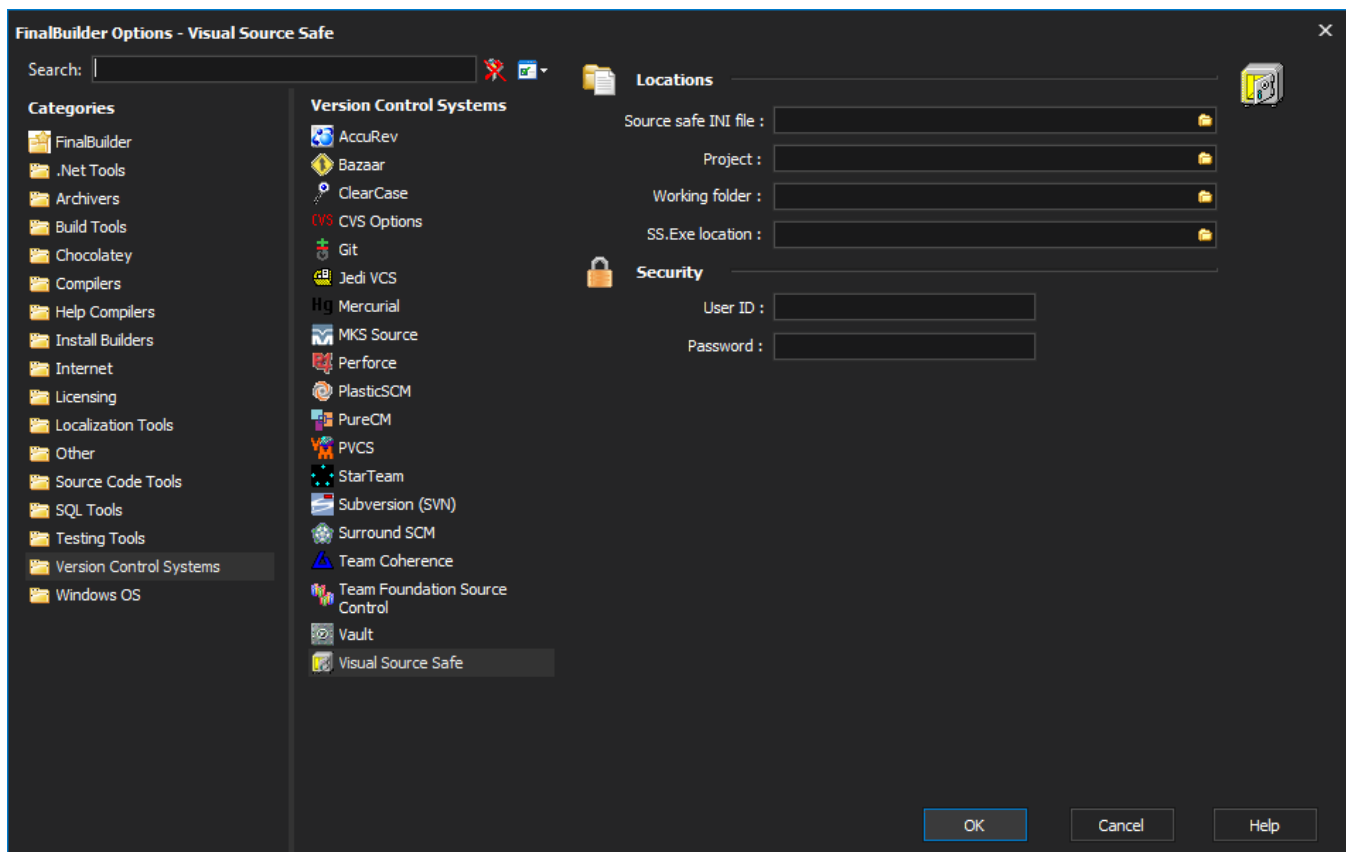 FinalBuilder Options - Visual Source Safe
Search:
Categories
FinalBuilder
.Net Tools
Archivers
Build Tools
Chocolatey
Compilers
Help Compilers
Install Builders
Internet
Licensing
Localization Tools
Other
Source Code Tools
SQL Tools
Testing Tools
Version Control Systems
Windows OS
Version Control Systems
AccuRev
Bazaar
ClearCase
CVS CVS Options
Git
Jedi VCS
Hg Mercurial
MKS Source
Perforce
PlasticSCM
PureCM
PVCS
StarTeam
Subversion (SVN)
Surround SCM
Team Coherence
Team Foundation Source
Control
Vault
Visual Source Safe
Locations
Source safe INI file :
Project :
Working folder :
SS.Exe location :
Security
User ID :
Password :
OK
Cancel
Help